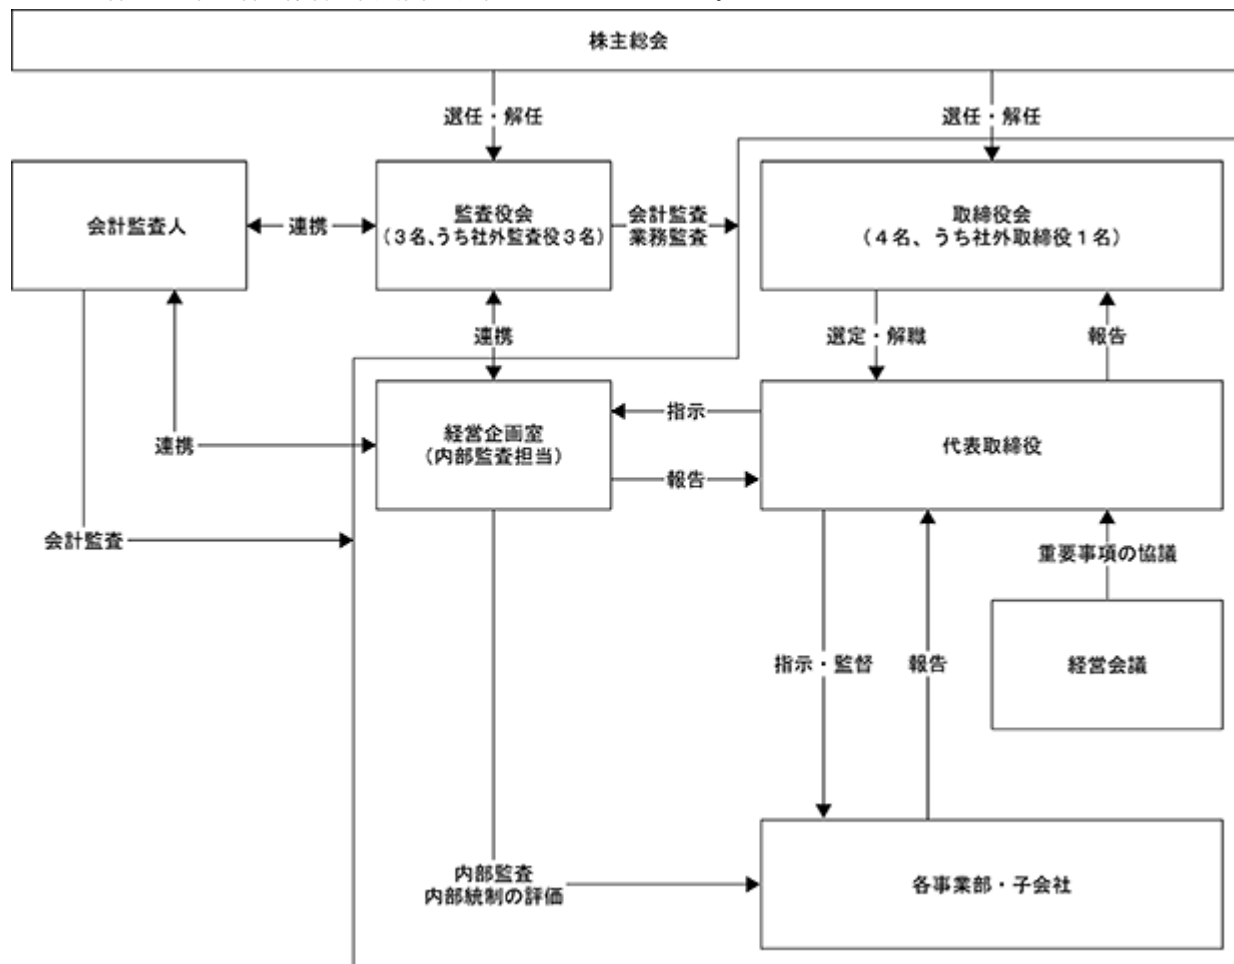 株主総会
選任・解任
選任・解任
会計監査人
連携
監査役会
(3名、うち社外監査役3名)
会計監査
業務監査
取締役会
(4名、うち社外取締役1名)
連携
選定・解職
報告
連携
経営企画室
(内部監査担当)
指示
報告
代表取締役
会計監査
重要事項の協議
指示・監督
報告
経営会議
内部監査
内部統制の評価
各事業部・子会社